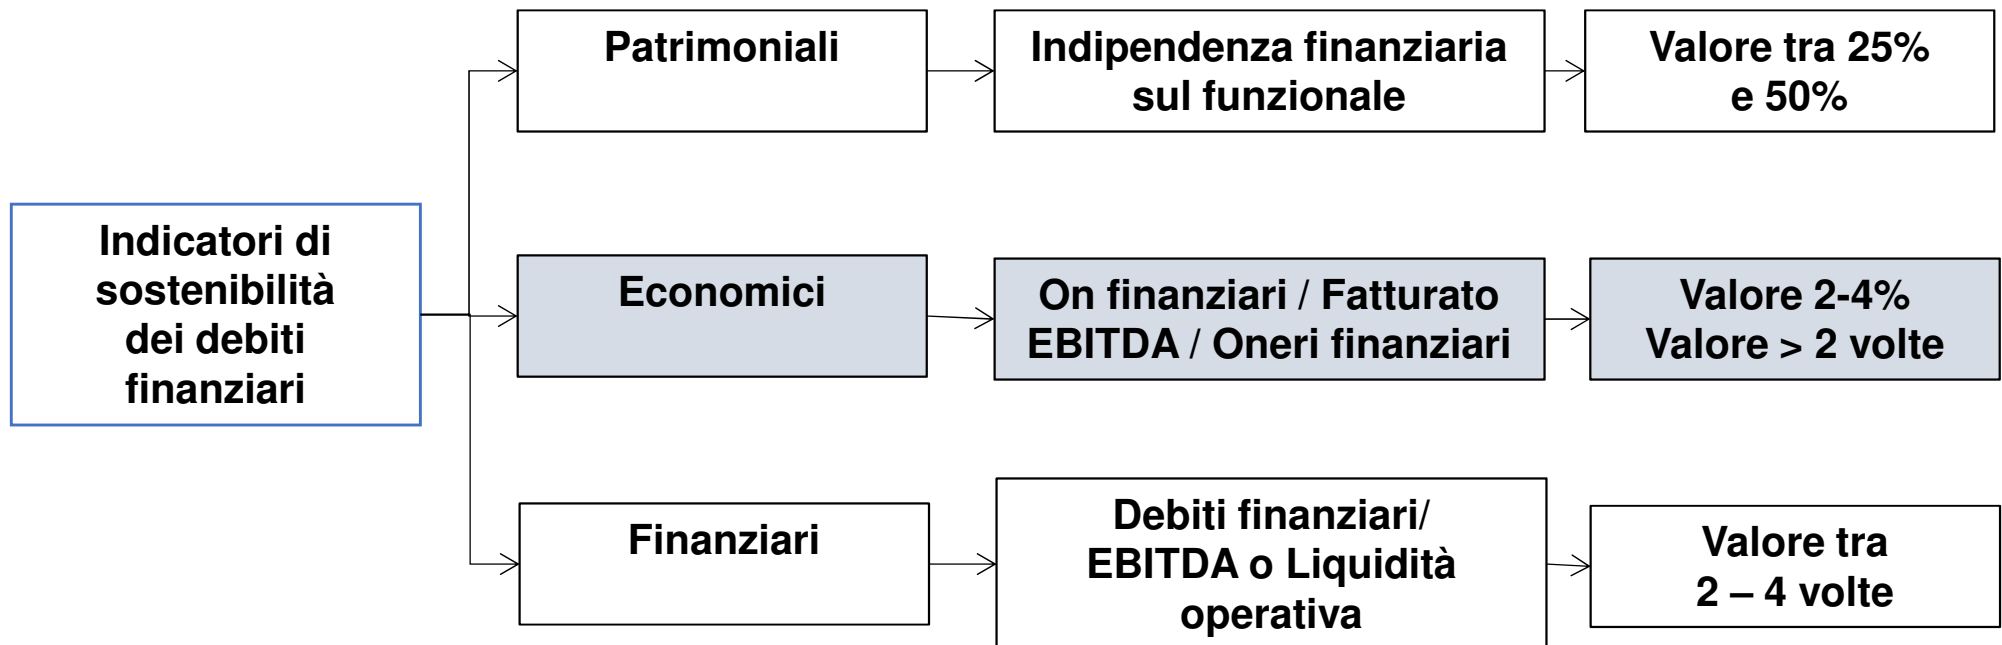 Patrimoniali
Indipendenza finanziaria
sul funzionale
Valore tra 25%
e 50%
Indicatori di
sostenibilità
dei debiti
finanziari
Economici
On finanziari / Fatturato
EBITDA / Oneri finanziari
Valore 2-4%
Valore > 2 volte
Finanziari
Debiti finanziari/
EBITDA o Liquidità
operativa
Valore tra
2 – 4 volte